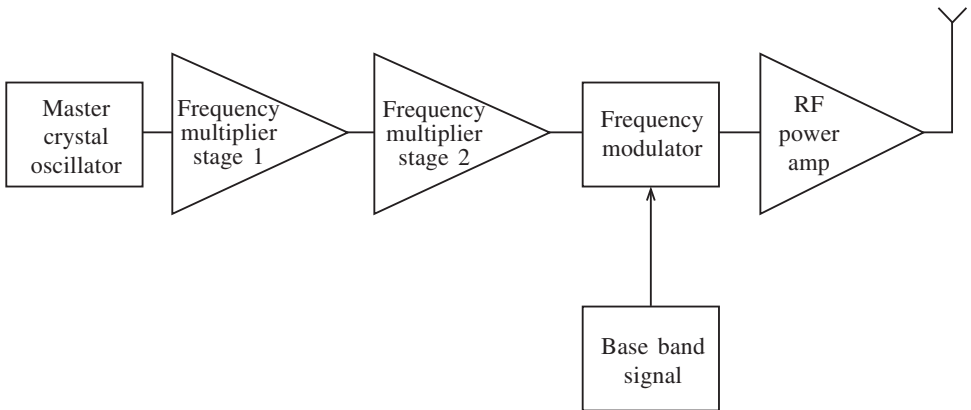 Master
crystal
oscillator
Frequency
multiplier
stage 1
Frequency
multiplier
stage 2
Frequency
modulator
RF
power
amp
Base band
signal